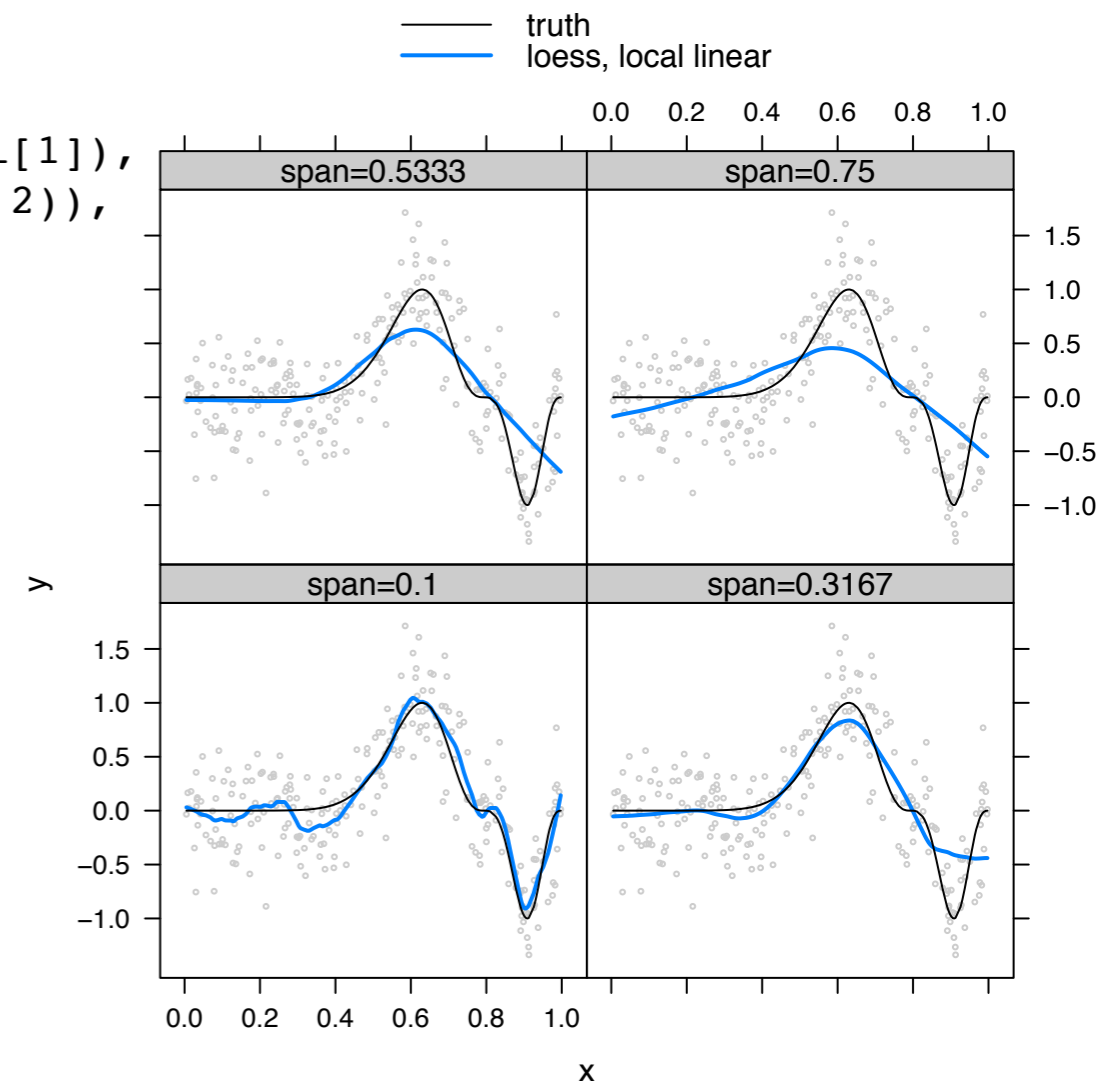 truth
loess, local linear
0.0 0.2 0.4 0.6 0.8 1.0
[1]),
2)),
span=0.5333 span=0.75
1.5
1.0
0.5
0.0
−0.5
−1.0
y
span=0.1 span=0.3167
1.5
1.0
0.5
0.0
−0.5
−1.0
0.0 0.2 0.4 0.6 0.8 1.0
x